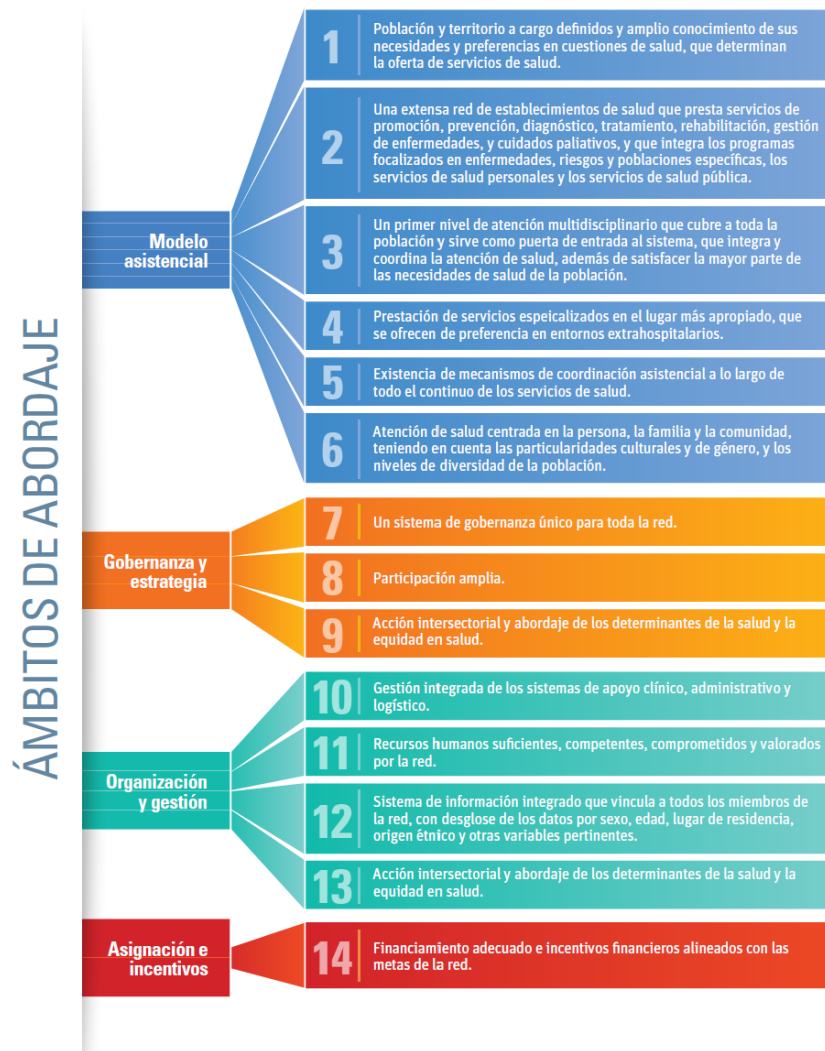 ÁMBITOS DE ABORDAJE
Modelo
asistencial
1
Población y territorio a cargo definidos y amplio conocimiento de sus
necesidades y preferencias en cuestiones de salud, que determinan
la oferta de servicios de salud.
2
Una extensa red de establecimientos de salud que presta servicios de
promoción, prevención, diagnóstico, tratamiento, rehabilitación, gestión
de enfermedades, y cuidados paliativos, y que integra los programas
focalizados en enfermedades, riesgos y poblaciones específicas, los
servicios de salud personales y los servicios de salud pública.
3
Un primer nivel de atención multidisciplinario que cubre a toda la
población y sirve como puerta de entrada al sistema, que integra y
coordina la atención de salud, además de satisfacer la mayor parte de
las necesidades de salud de la población.
4
Prestación de servicios espeicalizados en el lugar más apropiado, que
se ofrecen de preferencia en entornos extrahospitalarios.
5
Existencia de mecanismos de coordinación asistencial a lo largo de
todo el continuo de los servicios de salud.
6
Atención de salud centrada en la persona, la familia y la comunidad,
teniendo en cuenta las particularidades culturales y de género, y los
niveles de diversidad de la población.
Gobernanza y
estrategia
7
Un sistema de gobernanza único para toda la red.
8
Participación amplia.
9
Acción intersectorial y abordaje de los determinantes de la salud y la
equidad en salud.
Organización
y gestión
10
Gestión integrada de los sistemas de apoyo clínico, administrativo y
logístico.
11
Recursos humanos suficientes, competentes, comprometidos y valorados
por la red.
12
Sistema de información integrado que vincula a todos los miembros de
la red, con desglose de los datos por sexo, edad, lugar de residencia,
origen étnico y otras variables pertinentes.
13
Acción intersectorial y abordaje de los determinantes de la salud y la
equidad en salud.
Asignación e
incentivos
14
Financiamiento adecuado e incentivos financieros alineados con las
metas de la red.